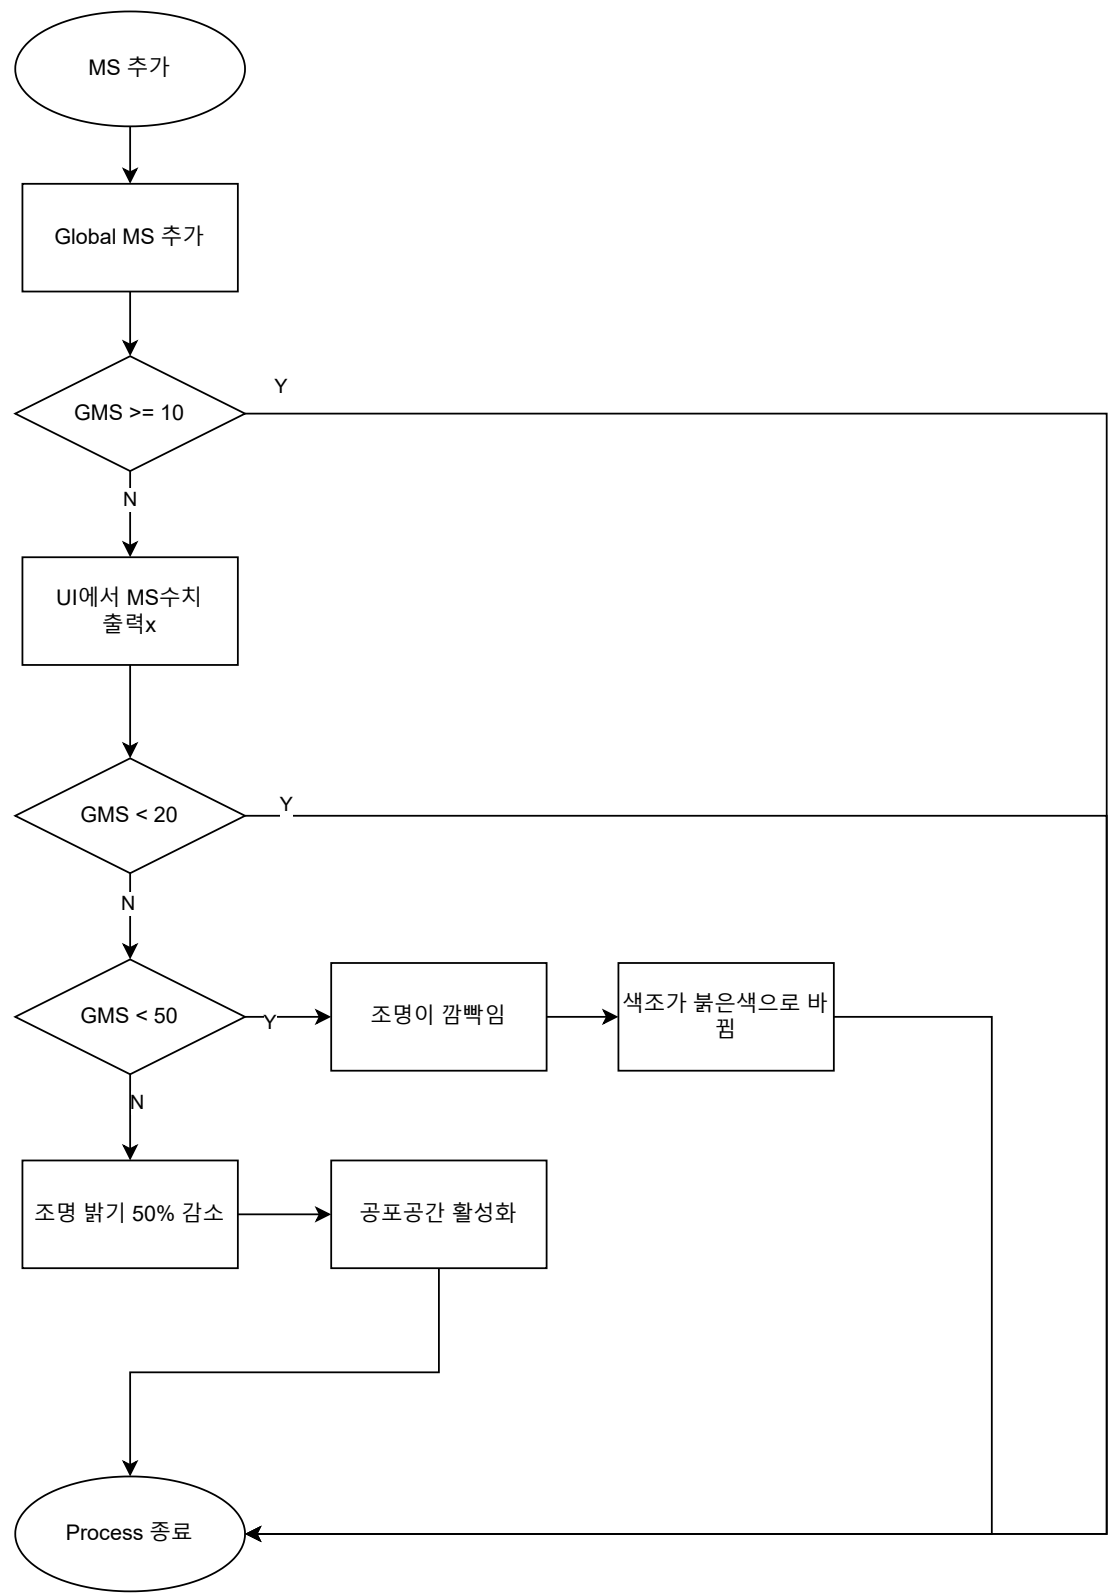 MS 추가
Global MS 추가
GMS >= 10
Y
N
UI에서 MS수치
출력x
GMS < 20
Y
N
GMS < 50
Y
조명이 깜빡임
색조가 붉은색으로 바
뀜
N
조명 밝기 50% 감소
공포공간 활성화
Process 종료